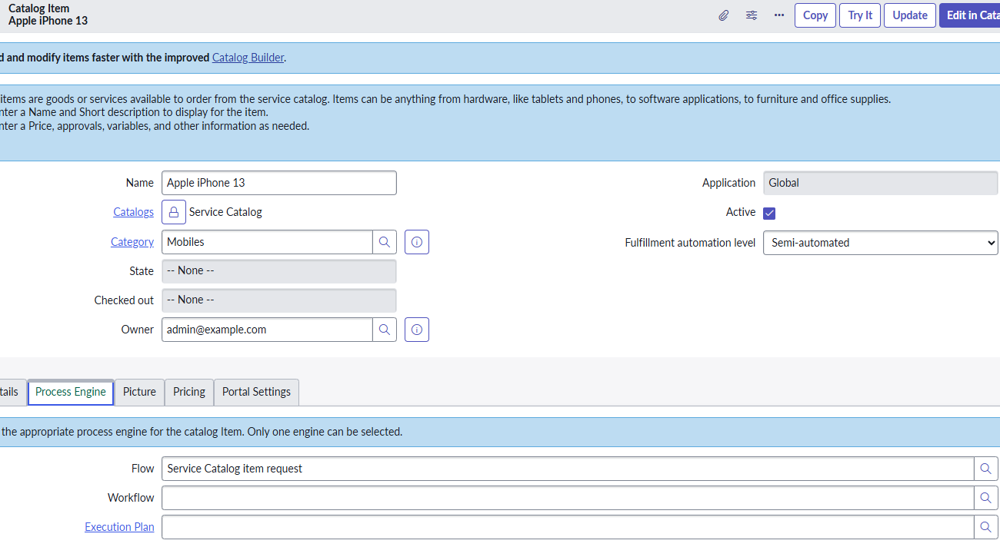 Catalog Item
Apple iPhone 13
Copy
Try It
Update
Edit in Cata
d and modify items faster with the improved Catalog Builder.
items are goods or services available to order from the service catalog. Items can be anything from hardware, like tablets and phones, to software applications, to furniture and office supplies.
nter a Name and Short description to display for the item.
nter a Price, approvals, variables, and other information as needed.
Name Apple iPhone 13
Application Global
Catalogs Service Catalog
Active
Category Mobiles
Fulfillment automation level Semi-automated
State -- None --
Checked out -- None --
Owner admin@example.com
tails
Process Engine
Picture
Pricing
Portal Settings
the appropriate process engine for the catalog Item. Only one engine can be selected.
Flow Service Catalog item request
Workflow
Execution Plan